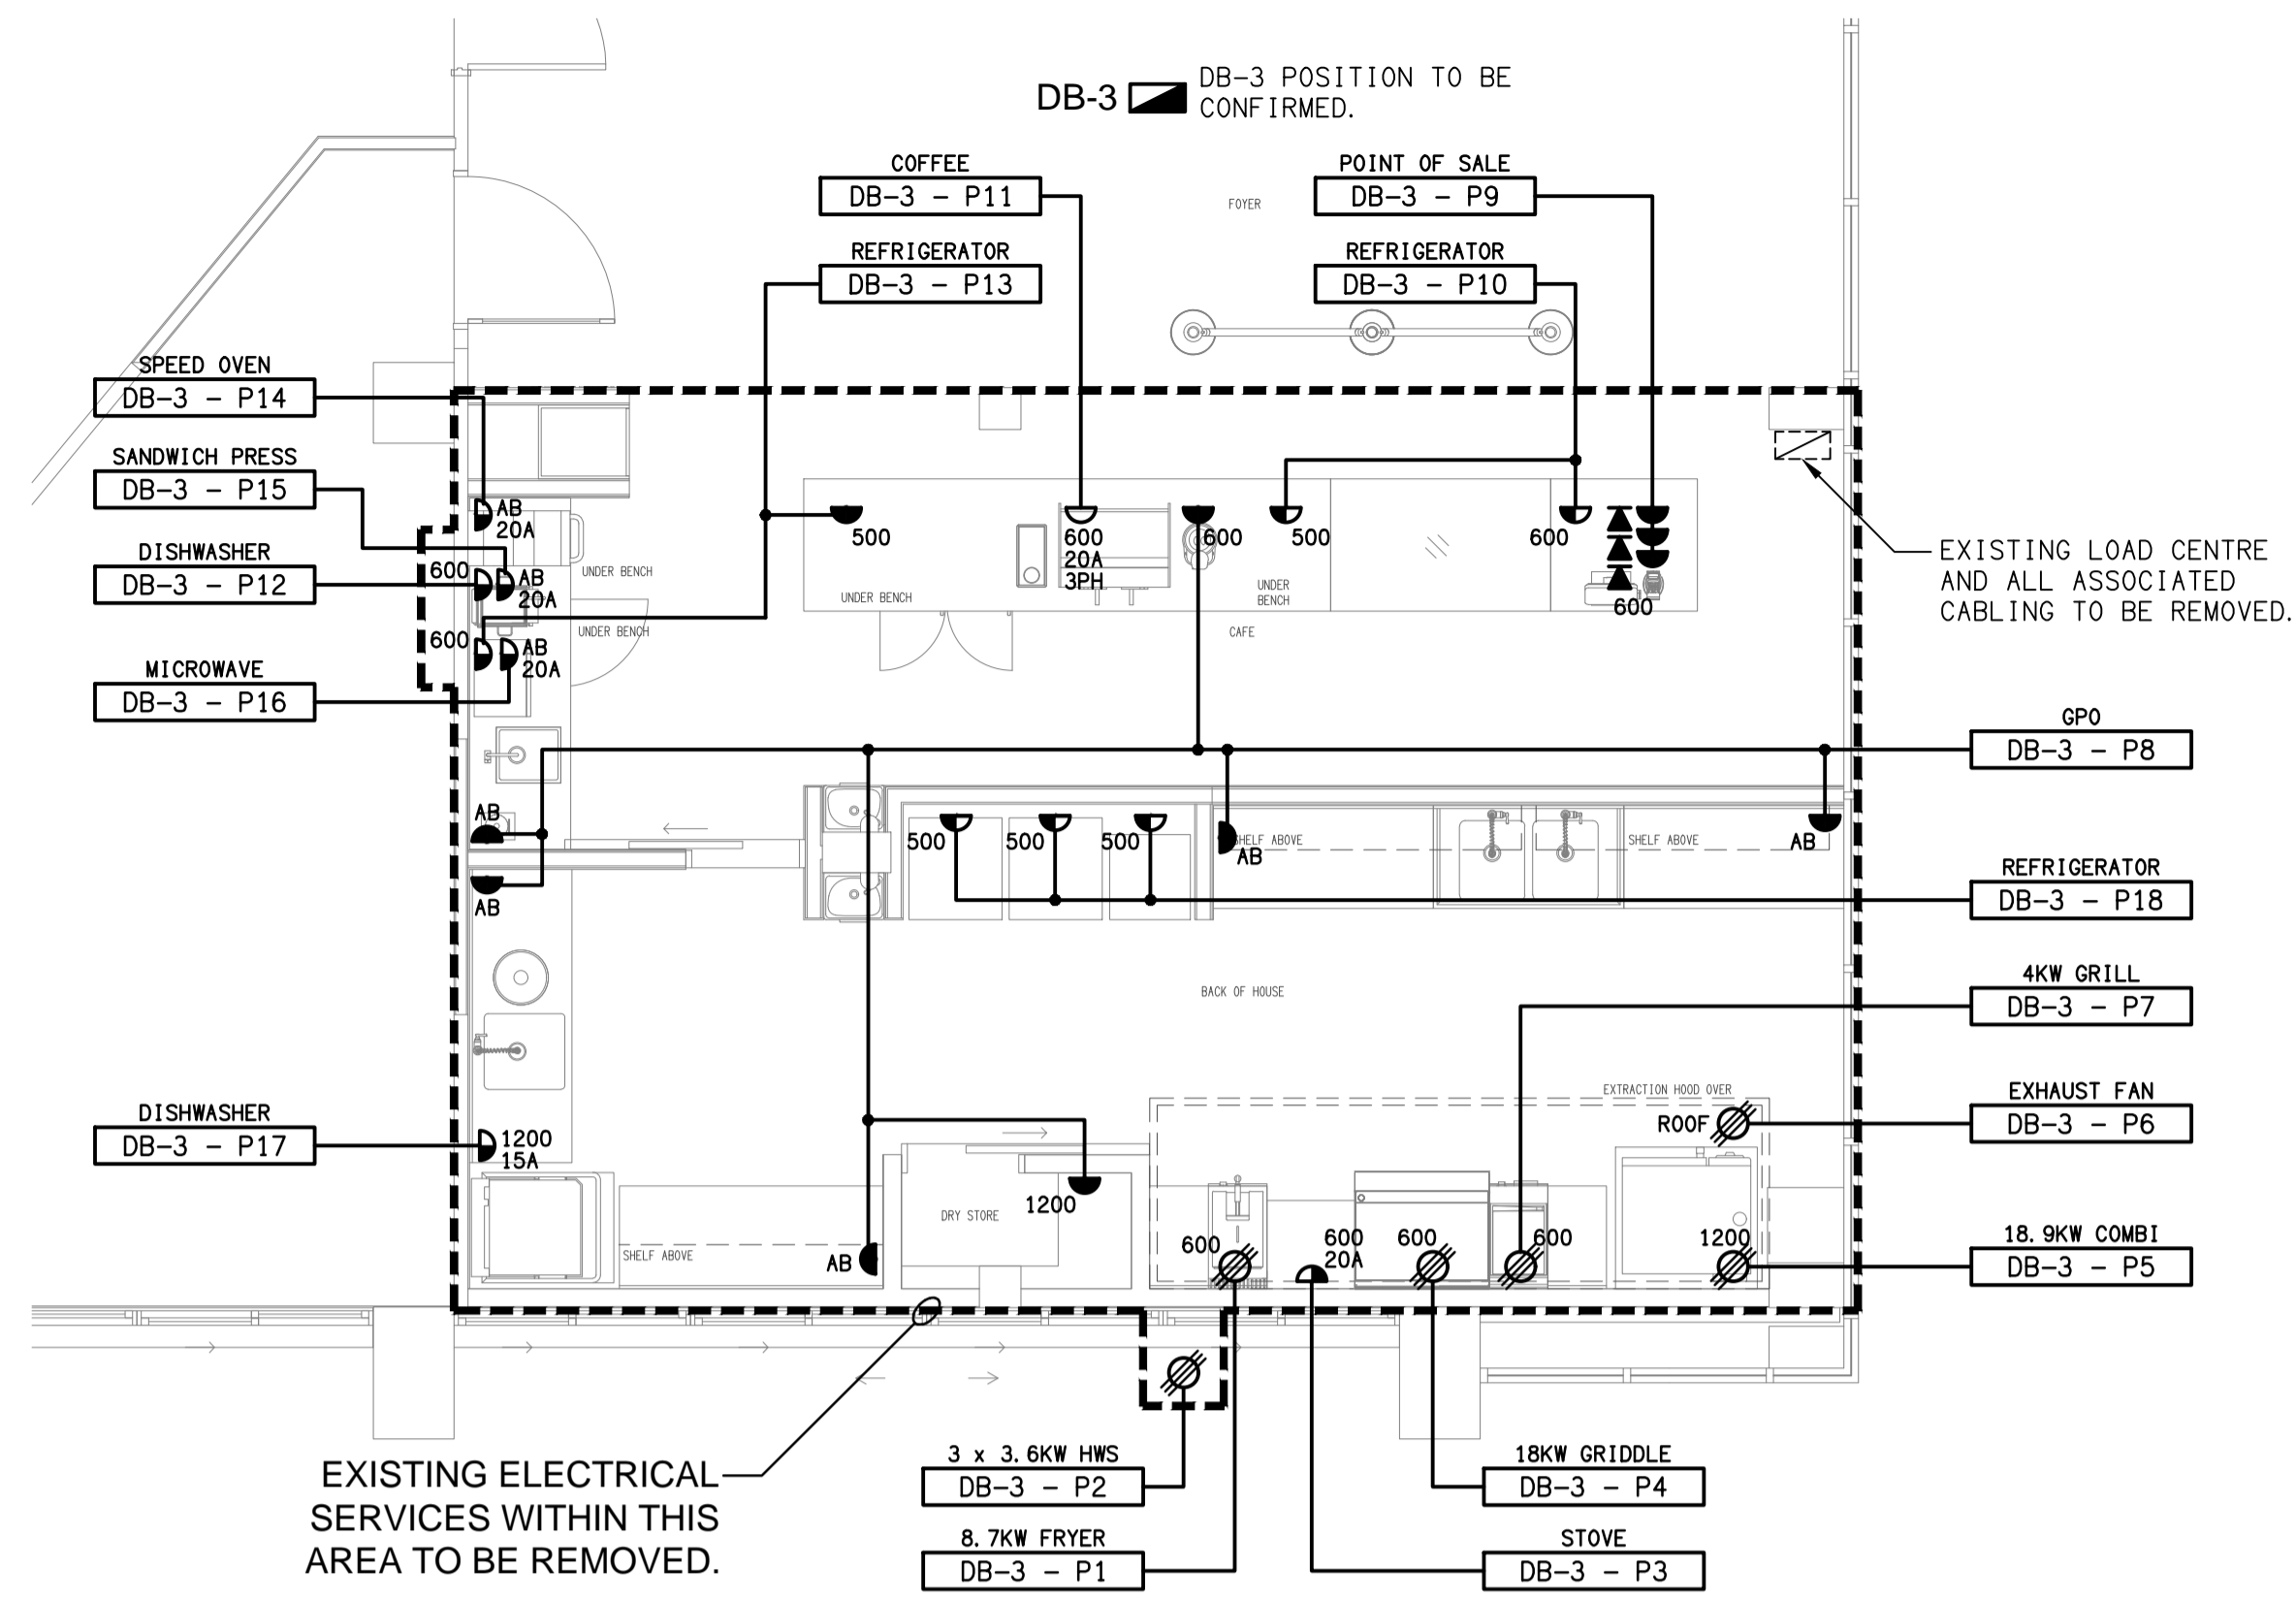 DB-3
DB-3 POSITION TO BE
CONFIRMED.
COFFEE
DB-3 - P11
POINT OF SALE
DB-3 - P9
FOYER
REFRIGERATOR
DB-3 - P13
REFRIGERATOR
DB-3 - P10
SPEED OVEN
DB-3 - P14
SANDWICH PRESS
DB-3 - P15
DISHWASHER
DB-3 - P12
MICROWAVE
DB-3 - P16
AB
20A
600
AB
20A
600
AB
20A
UNDER BENCH
UNDER BENCH
500
UNDER BENCH
600
20A
3PH
600
500
UNDER
BENCH
CAFE
600
600
EXISTING LOAD CENTRE
AND ALL ASSOCIATED
CABLING TO BE REMOVED.
GPO
DB-3 - P8
AB
AB
500
500
500
SHELF ABOVE
AB
SHELF ABOVE
AB
REFRIGERATOR
DB-3 - P18
4KW GRILL
DB-3 - P7
BACK OF HOUSE
EXTRACTION HOOD OVER
ROOF
EXHAUST FAN
DB-3 - P6
DISHWASHER
DB-3 - P17
1200
15A
1200
DRY STORE
SHELF ABOVE
AB
600
600
20A
600
600
1200
18.9KW COMBI
DB-3 - P5
EXISTING ELECTRICAL
SERVICES WITHIN THIS
AREA TO BE REMOVED.
3 x 3.6KW HWS
DB-3 - P2
18KW GRIDDLE
DB-3 - P4
8.7KW FRYER
DB-3 - P1
STOVE
DB-3 - P3